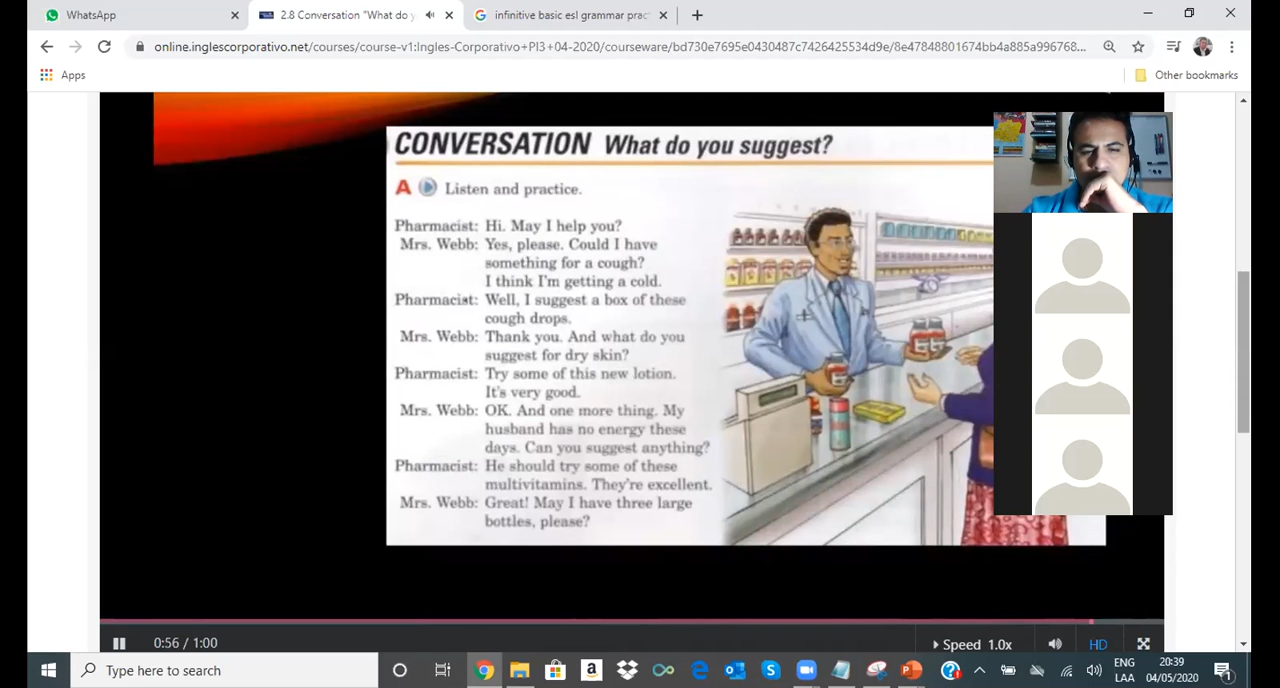 WhatsApp
2.8 Conversation "What do y
infinitive basic esl grammar prac
online.inglescorporativo.net/courses/course-v1:Ingles-Corporativo+PI3+04-2020/courseware/bd730e7695e0430487c7426425534d9e/8e47848801674bb4a885a996768...
Apps
Other bookmarks
CONVERSATION What do you suggest?
A Listen and practice.
Pharmacist: Hi. May I help you?
Mrs. Webb: Yes, please. Could I have
something for a cough?
I think I'm getting a cold.
Pharmacist: Well, I suggest a box of these
cough drops.
Mrs. Webb: Thank you. And what do you
suggest for dry skin?
Pharmacist: Try some of this new lotion.
It's very good.
Mrs. Webb: OK. And one more thing. My
husband has no energy these
days. Can you suggest anything?
Pharmacist: He should try some of these
multivitamins. They're excellent.
Mrs. Webb: Great! May I have three large
bottles, please?
0:56 / 1:00
Speed 1.0x
HD
Type here to search
ENG
LAA
20:39
04/05/2020